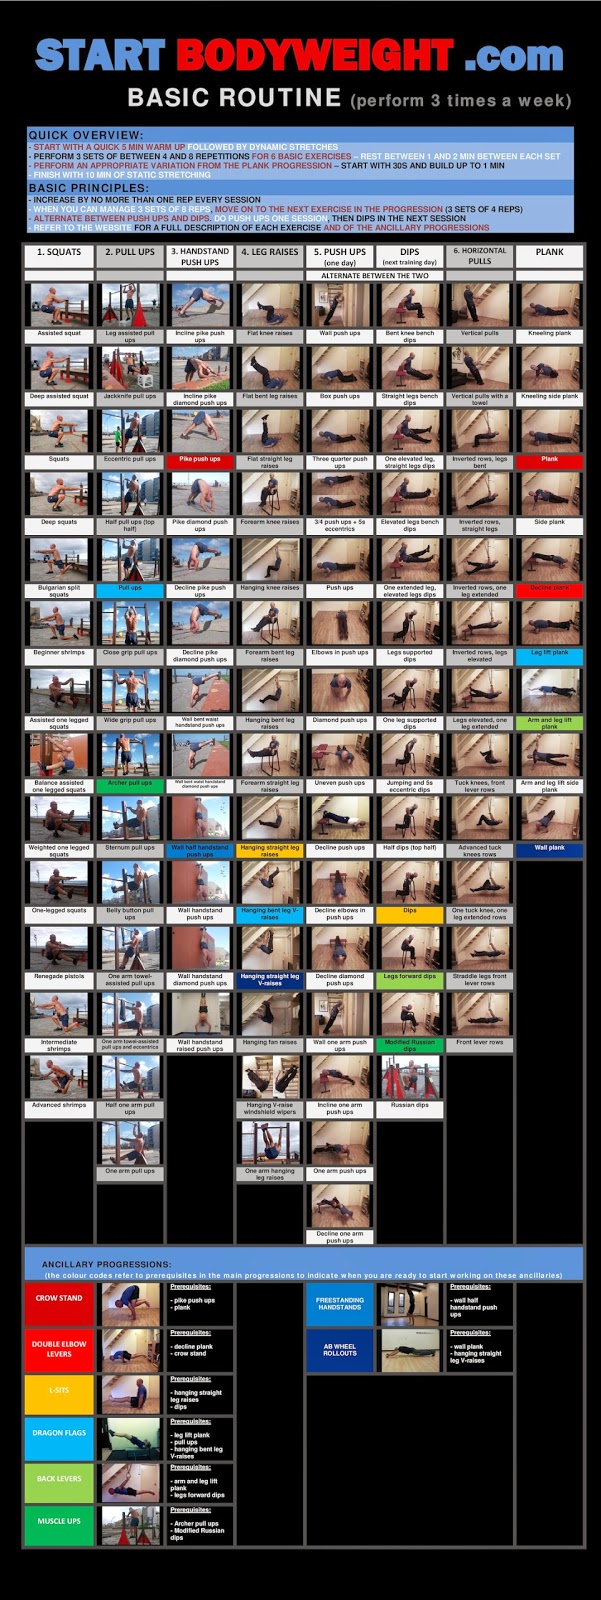 START BODYWEIGHT .com
BASIC ROUTINE (perform 3 times a week)
QUICK OVERVIEW:
- START WITH A QUICK 5 MIN WARM UP FOLLOWED BY DYNAMIC STRETCHES
- PERFORM 3 SETS OF BETWEEN 4 AND 8 REPETITIONS FOR 6 BASIC EXERCISES – REST BETWEEN 1 AND 2 MIN BETWEEN EACH SET
- PERFORM AN APPROPRIATE VARIATION FROM THE PLANK PROGRESSION – START WITH 30S AND BUILD UP TO 1 MIN
- FINISH WITH 10 MIN OF STATIC STRETCHING
BASIC PRINCIPLES:
- INCREASE BY NO MORE THAN ONE REP EVERY SESSION
- WHEN YOU CAN MANAGE 3 SETS OF 8 REPS, MOVE ON TO THE NEXT EXERCISE IN THE PROGRESSION (3 SETS OF 4 REPS)
- ALTERNATE BETWEEN PUSH UPS AND DIPS. DO PUSH UPS ONE SESSION, THEN DIPS IN THE NEXT SESSION
- REFER TO THE WEBSITE FOR A FULL DESCRIPTION OF EACH EXERCISE AND OF THE ANCILLARY PROGRESSIONS
1. SQUATS 2. PULL UPS 3. HANDSTAND 4. LEG RAISES 5. PUSH UPS DIPS 6. HORIZONTAL PLANK
PUSH UPS (one day) (next training day) PULLS
ALTERNATE BETWEEN THE TWO
Assisted squat Leg assisted pull Incline pike push Flat knee raises Wall push ups Bent knee bench Vertical pulls Kneeling plank
ups ups dips
Deep assisted squat Jackknife pull ups Incline pike Flat bent leg raises Box push ups Straight legs bench Vertical pulls with a Kneeling side plank
diamond push ups dips towel
Squats Eccentric pull ups Pike push ups Flat straight leg Three quarter push One elevated leg, Inverted rows, legs Plank
raises ups straight legs dips bent
Deep squats Half pull ups (top Pike diamond push Forearm knee raises 3/4 push ups + 5s Elevated legs bench Inverted rows, Side plank
half) ups eccentrics dips straight legs
Bulgarian split Pull ups Decline pike push Hanging knee raises Push ups One extended leg, Inverted rows, one Decline plank
squats ups elevated legs dips leg extended
Beginner shrimps Close grip pull ups Decline pike Forearm bent leg Elbows in push ups Legs supported Inverted rows, legs Leg lift plank
diamond push ups raises dips elevated
Assisted one legged Wide grip pull ups Wall bent waist Hanging bent leg Diamond push ups One leg supported Legs elevated, one Arm and leg lift
squats handstand push ups raises dips leg extended plank
Balance assisted Archer pull ups Wall bent waist handstand Forearm straight leg Uneven push ups Jumping and 5s Tuck knees, front Arm and leg lift side
one legged squats diamond push ups raises eccentric dips lever rows plank
Weighted one legged Sternum pull ups Wall half handstand Hanging straight leg Decline push ups Half dips (top half) Advanced tuck Wall plank
squats push ups raises knees rows
One-legged squats Belly button pull Wall handstand Hanging bent leg V- Decline elbows in Dips One tuck knee, one
ups push ups raises push ups leg extended rows
Renegade pistols One arm towel- Wall handstand Hanging straight leg Decline diamond Legs forward dips Straddle legs front
assisted pull ups diamond push ups V-raises push ups lever rows
Intermediate One arm towel-assisted Wall handstand Hanging fan raises Wall one arm push Modified Russian Front lever rows
shrimps pull ups and eccentrics raised push ups ups dips
Advanced shrimps Half one arm pull Hanging V-raise Incline one arm Russian dips
ups windshield wipers push ups
One arm pull ups One arm hanging One arm push ups
leg raises
Decline one arm
push ups
ANCILLARY PROGRESSIONS:
(the colour codes refer to prerequisites in the main progressions to indicate when you are ready to start working on these ancillaries)
CROW STAND
Prerequisites:
- pike push ups
- plank
FREESTANDING
HANDSTANDS
Prerequisites:
- wall half
handstand push
ups
DOUBLE ELBOW
LEVERS
Prerequisites:
- decline plank
- crow stand
AB WHEEL
ROLLOUTS
Prerequisites:
- wall plank
- hanging straight
leg V-raises
L-SITS
Prerequisites:
- hanging straight
leg raises
- dips
DRAGON FLAGS
Prerequisites:
- leg lift plank
- pull ups
- hanging bent leg
V-raises
BACK LEVERS
Prerequisites:
- arm and leg lift
plank
- legs forward dips
MUSCLE UPS
Prerequisites:
- Archer pull ups
- Modified Russian
dips